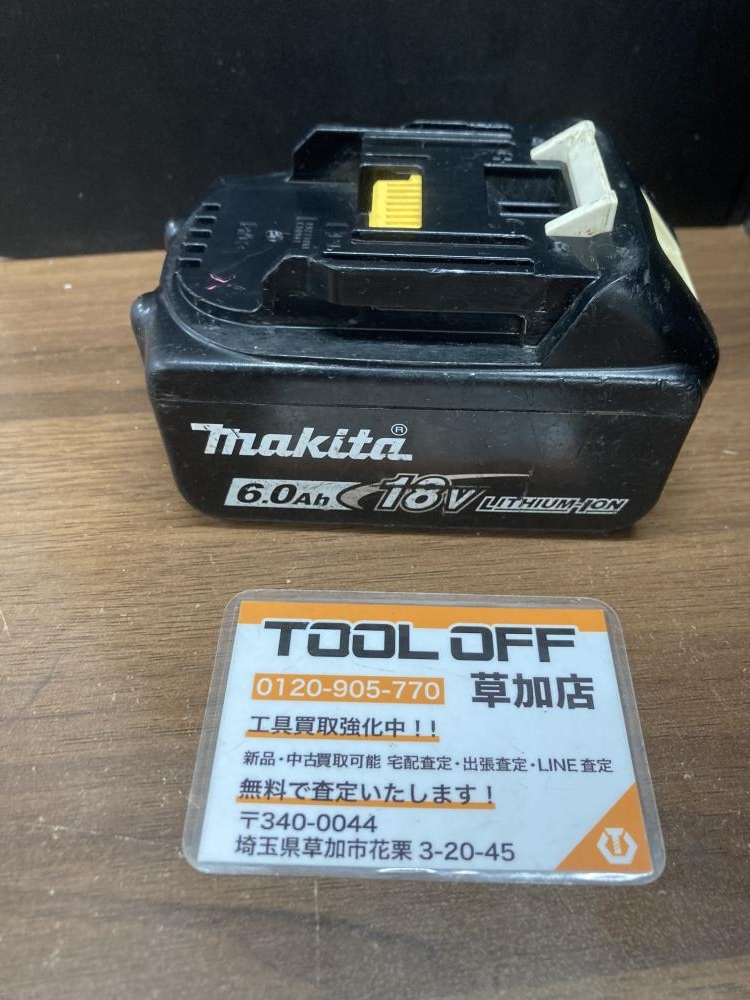 makita®
6.0Ah 18V LITHIUM-ION
TOOL OFF
0120-905-770 草加店
工具買取強化中!!
新品・中古買取可能 宅配査定・出張査定・LINE査定
無料で査定いたします!
〒340-0044
埼玉県草加市花栗 3-20-45